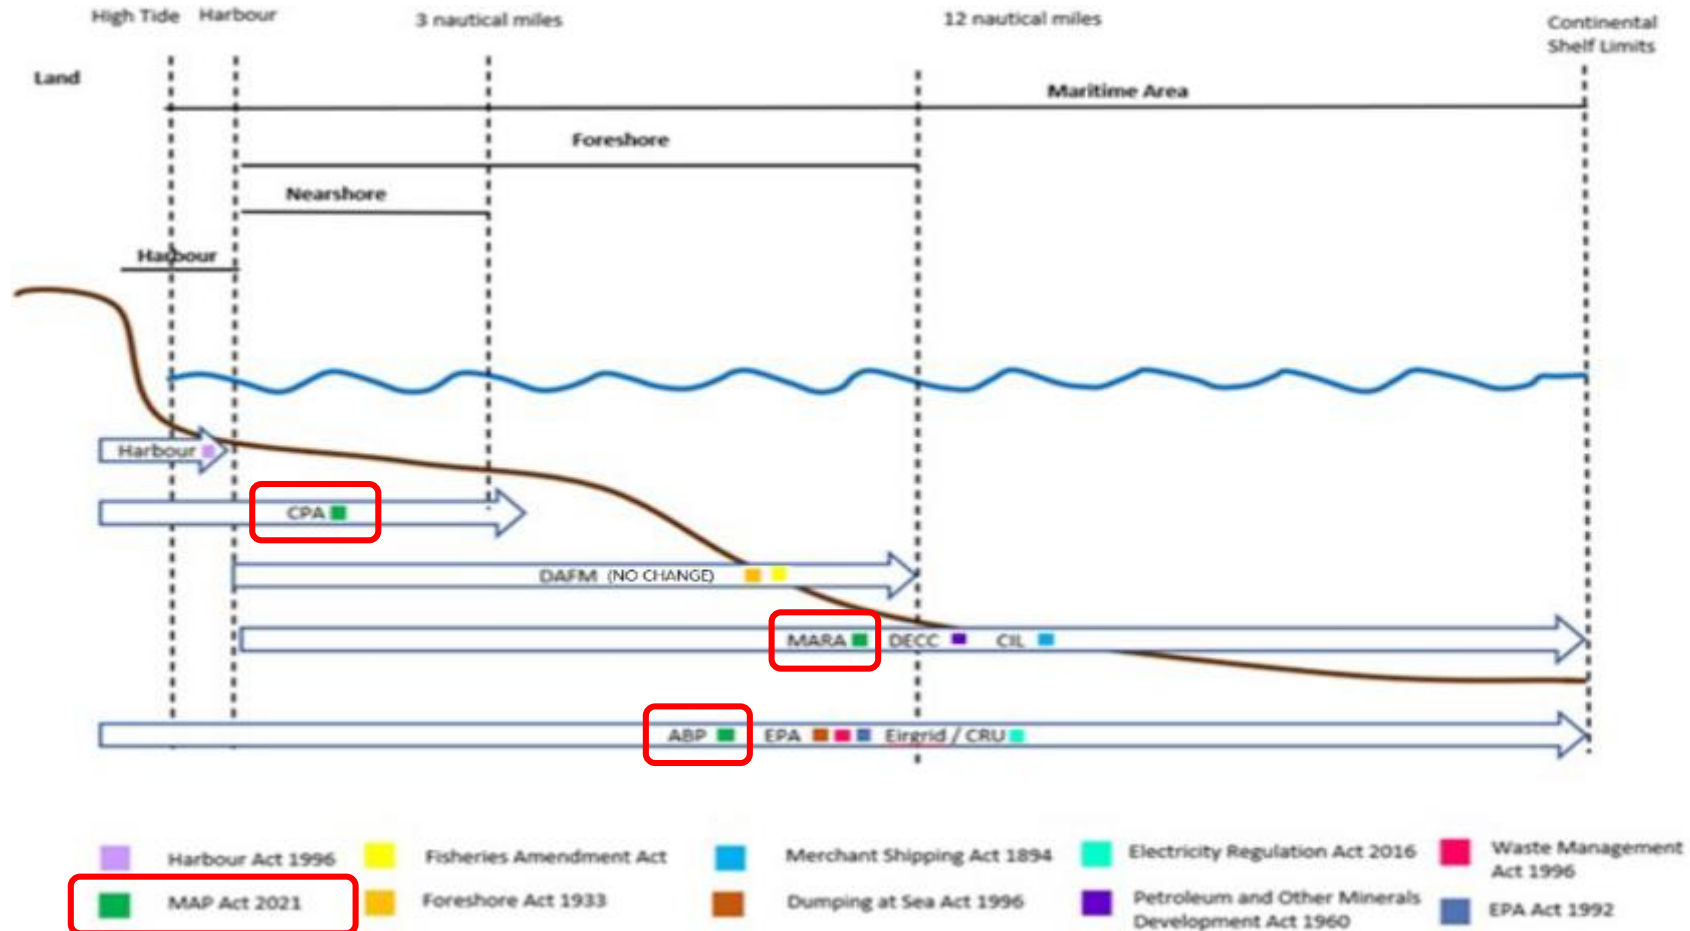 High Tide Harbour 3 nautical miles 12 nautical miles Continental
Shelf Limits
Land
Maritime Area
Foreshore
Nearshore
Harbour
Harbour
CPA
DAFM (NO CHANGE)
MARA DECC CIL
ABP EPA Eirgrid / CRU
Harbour Act 1996
Fisheries Amendment Act
Merchant Shipping Act 1894
Electricity Regulation Act 2016
Waste Management
Act 1996
MAP Act 2021
Foreshore Act 1933
Dumping at Sea Act 1996
Petroleum and Other Minerals
Development Act 1960
EPA Act 1992